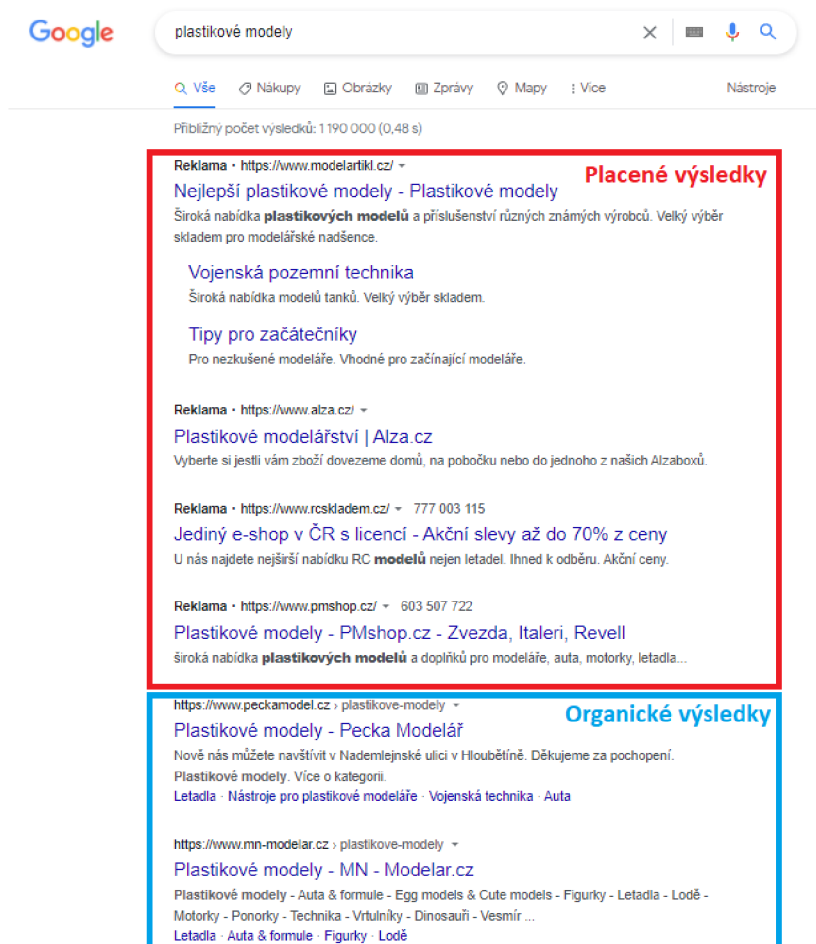 Google
plastikové modely
Vše Nákupy Obrázky Zprávy Mapy Více Nástroje
Přibližný počet výsledků: 1 190 000 (0,48 s)
Reklama · https://www.modelartikl.cz/
Placené výsledky
Nejlepší plastikové modely - Plastikové modely
Široká nabídka plastikových modelů a příslušenství různých známých výrobců. Velký výběr
skladem pro modelářské nadšence.
Vojenská pozemní technika
Široká nabídka modelů tanků. Velký výběr skladem.
Tipy pro začátečníky
Pro nezkušené modeláře. Vhodné pro začínající modeláře.
Reklama · https://www.alza.cz/
Plastikové modelářství | Alza.cz
Vyberte si jestli vám zboží dovezeme domů, na pobočku nebo do jednoho z našich Alzaboxů.
Reklama · https://www.rcskladem.cz/ 777 003 115
Jediný e-shop v ČR s licencí - Akční slevy až do 70% z ceny
U nás najdete nejširší nabídku RC modelů nejen letadel. Ihned k odběru. Akční ceny.
Reklama · https://www.pmshop.cz/ 603 507 722
Plastikové modely - PMshop.cz - Zvezda, Italeri, Revell
široká nabídka plastikových modelů a doplňků pro modeláře, auta, motorky, letadla...
https://www.peckamodel.cz › plastikove-modely
Organické výsledky
Plastikové modely - Pecka Modelář
Nově nás můžete navštívit v Nademlejnské ulici v Hloubětíně. Děkujeme za pochopení.
Plastikové modely. Více o kategorii.
Letadla · Nástroje pro plastikové modeláře · Vojenská technika · Auta
https://www.mn-modelar.cz › plastikove-modely
Plastikové modely - MN - Modelar.cz
Plastikové modely - Auta & formule - Egg models & Cute models - Figurky - Letadla - Lodě -
Motorky - Ponorky - Technika - Vrtulníky - Dinosauři - Vesmír ...
Letadla · Auta & formule · Figurky · Lodě